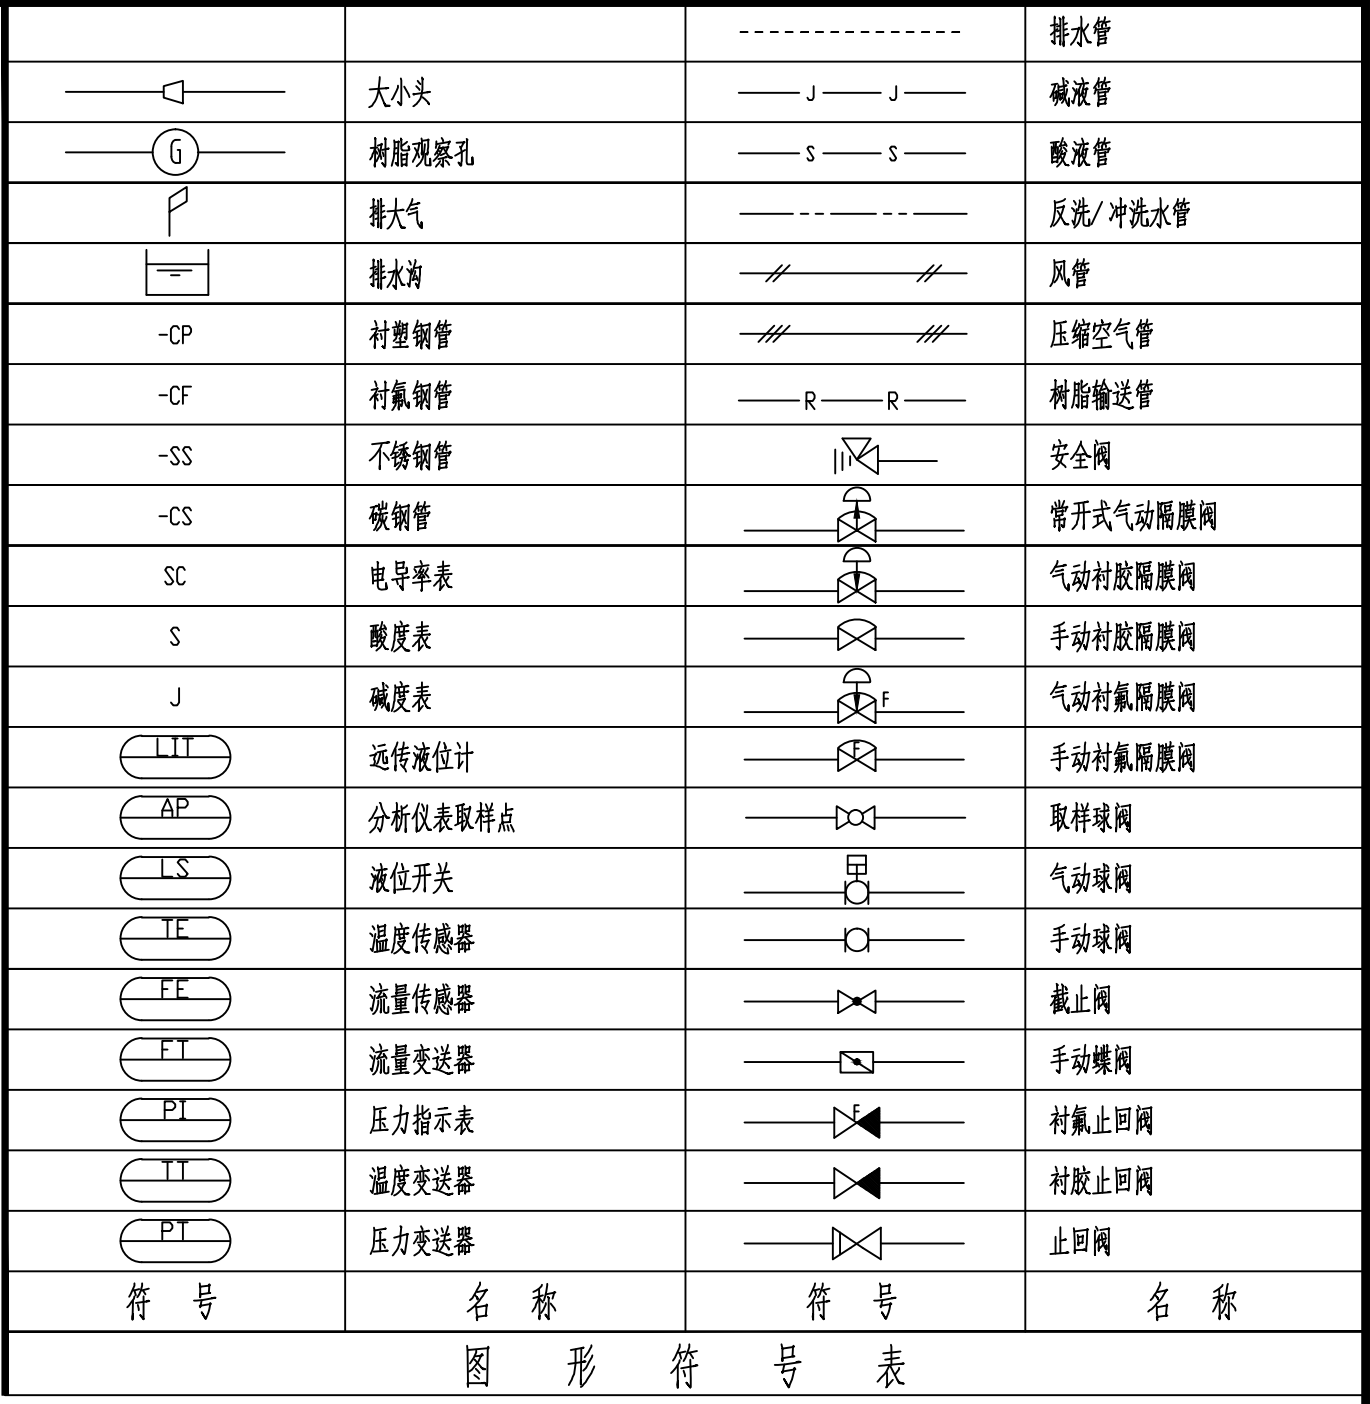 排水管
大小头 J J 碱液管
G 树脂观察孔 S S 酸液管
排大气 反洗/冲洗水管
排水沟 风管
-CP 衬塑钢管 压缩空气管
-CF 衬氟钢管 R R 树脂输送管
-SS 不锈钢管 安全阀
-CS 碳钢管 常开式气动隔膜阀
SC 电导率表 气动衬胶隔膜阀
S 酸度表 手动衬胶隔膜阀
J 碱度表 F 气动衬氟隔膜阀
LIT 远传液位计 F 手动衬氟隔膜阀
AP 分析仪表取样点 取样球阀
LS 液位开关 气动球阀
TE 温度传感器 手动球阀
FE 流量传感器 截止阀
FT 流量变送器 手动蝶阀
PI 压力指示表 F 衬氟止回阀
TT 温度变送器 衬胶止回阀
PT 压力变送器 止回阀
符号 名称 符号 名称
图形符号表